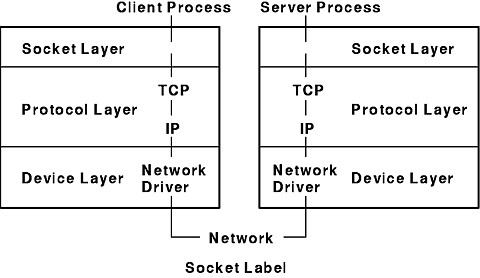 Client Process
Server Process
Socket Layer
TCP
Protocol Layer
IP
Device Layer
Network
Driver
Socket Layer
TCP
Protocol Layer
IP
Network
Driver
Device Layer
Network
Socket Label